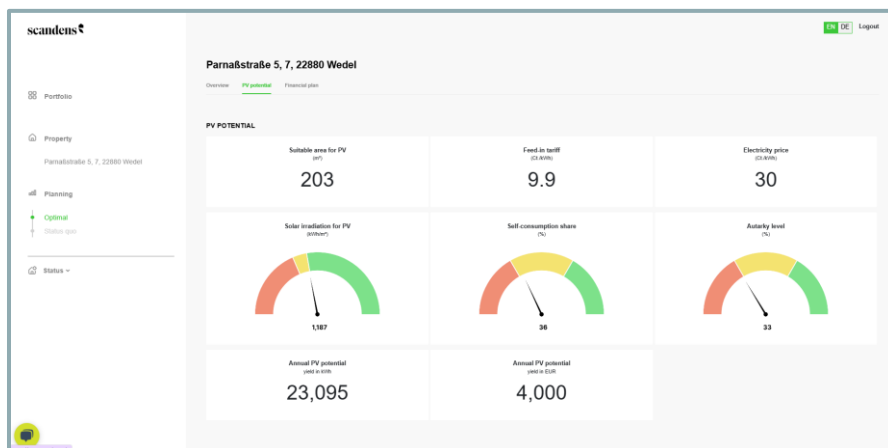 scandens
EN DE Logout
Parnaßstraße 5, 7, 22880 Wedel
Overview PV potential Financial plan
Portfolio
Property
Parnaßstraße 5, 7, 22880 Wedel
Planning
Optimal
Status quo
Status
PV POTENTIAL
Suitable area for PV
(m²)
203
Feed-in tariff
(Ct./kWh)
9.9
Electricity price
(Ct./kWh)
30
Solar irradiation for PV
(kWh/m²)
1,187
Self-consumption share
(%)
36
Autarky level
(%)
33
Annual PV potential
yield in kWh
23,095
Annual PV potential
yield in EUR
4,000